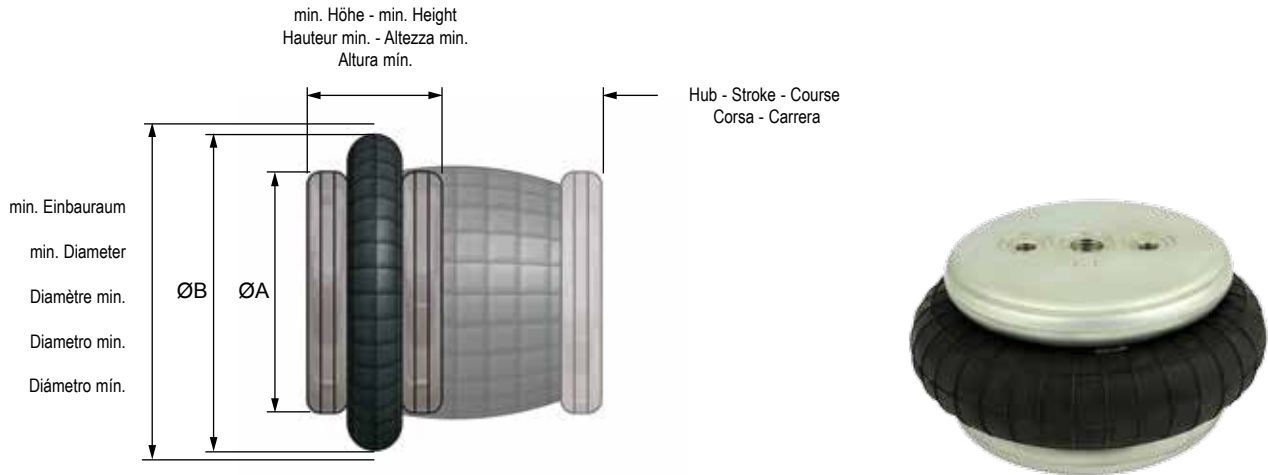 min. Höhe - min. Height
Hauteur min. - Altezza min.
Altura mín.
Hub - Stroke - Course
Corsa - Carrera
min. Einbauraum
min. Diameter
Diamètre min.
Diametro min.
Diámetro mín.
ØB
ØA